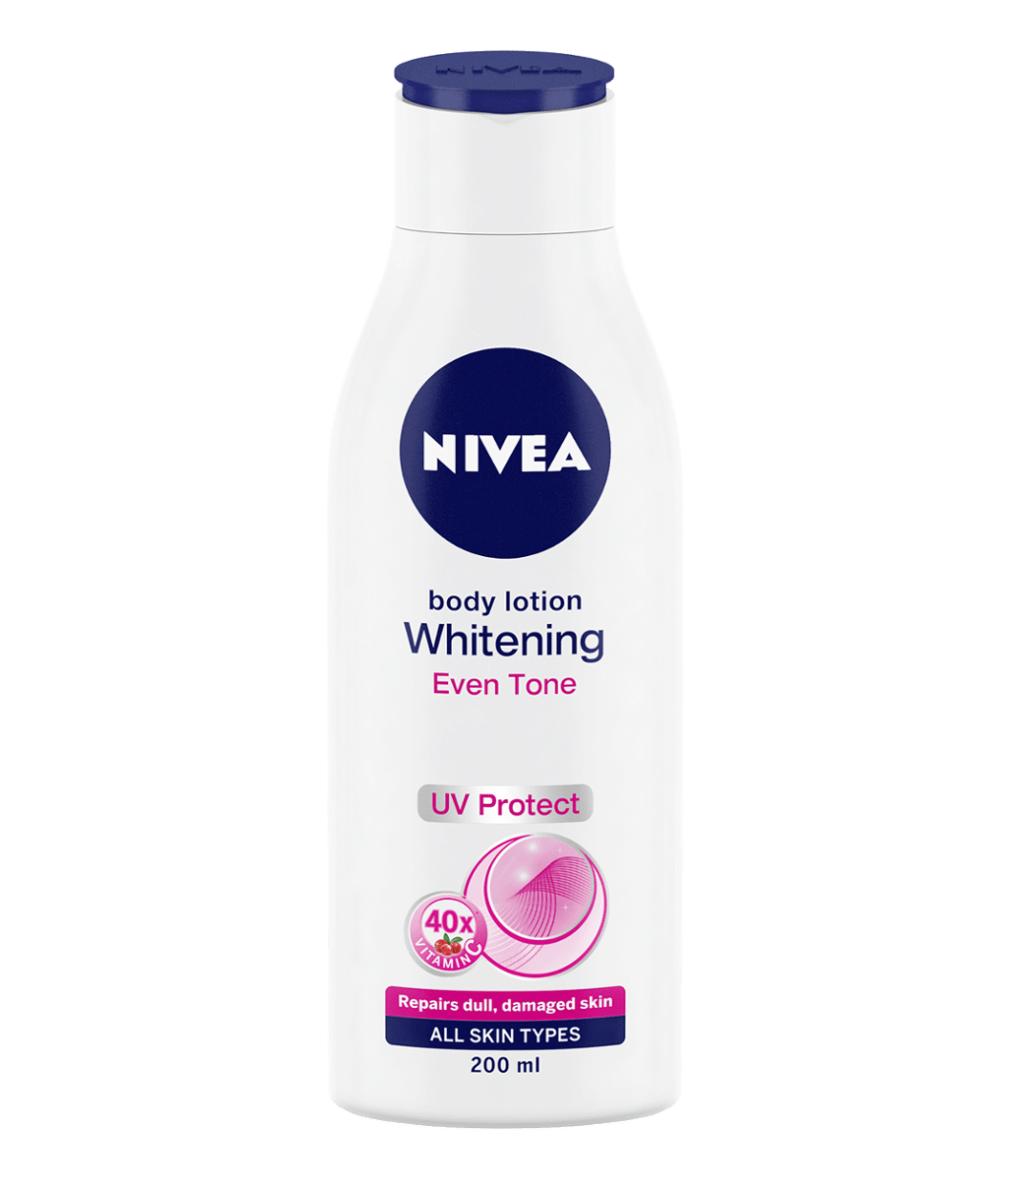 NIVEA
NIVEA
body lotion
Whitening
Even Tone
UV Protect
40x
VITAMIN C
Repairs dull, damaged skin
ALL SKIN TYPES
200 ml